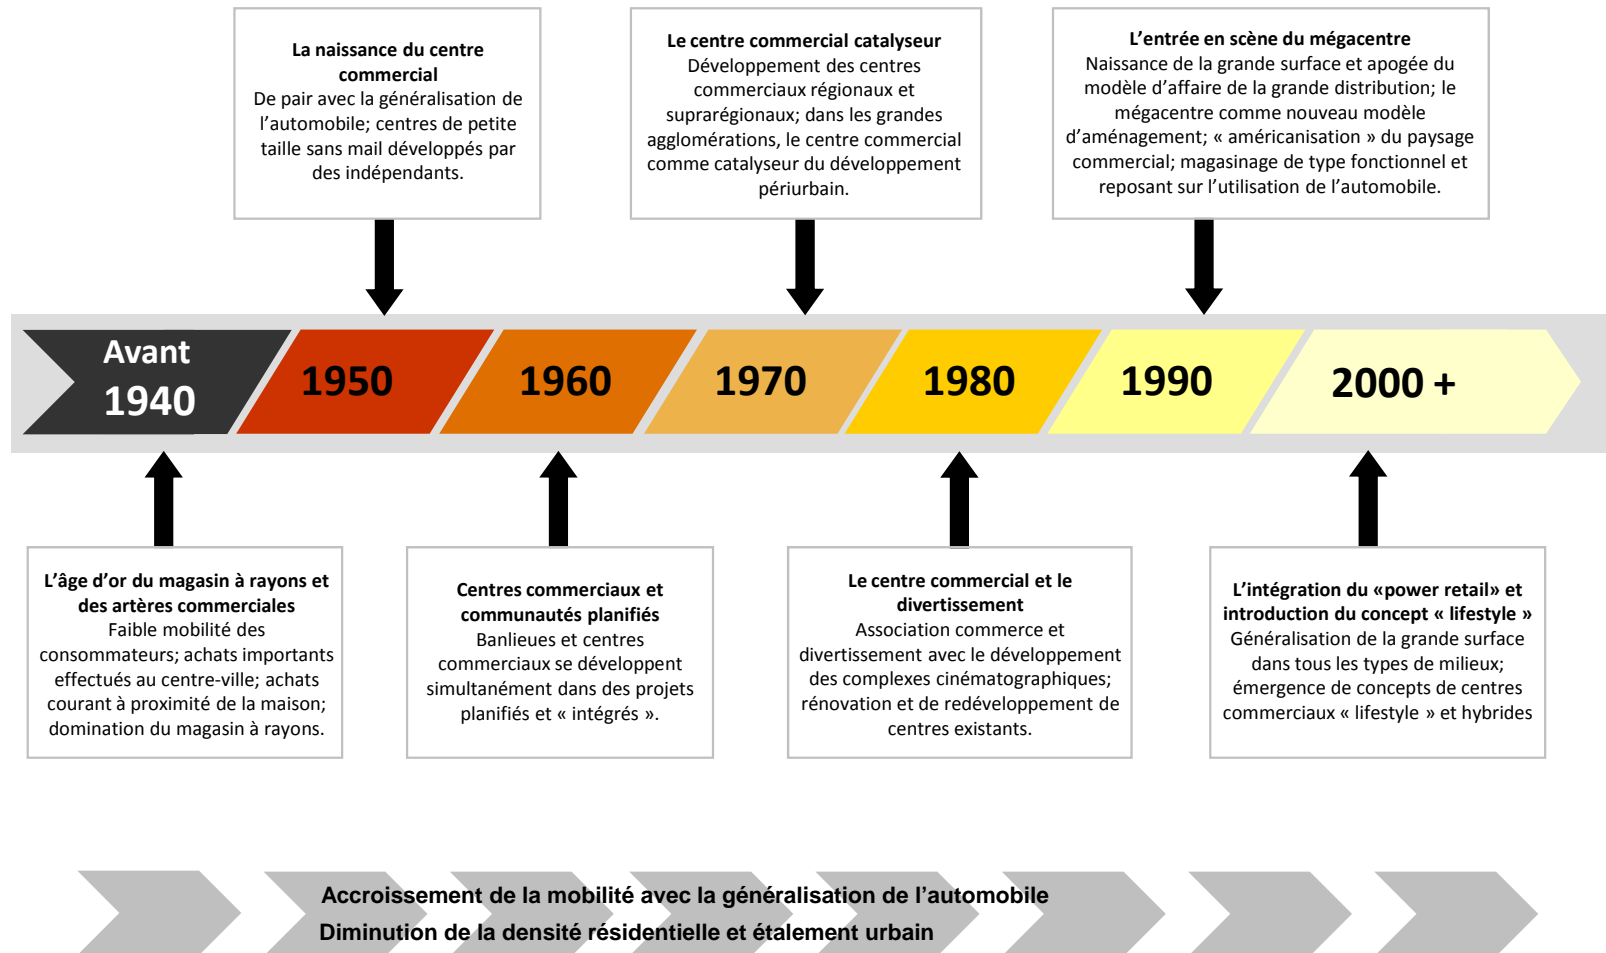 La naissance du centre
commercial
De pair avec la généralisation de
l'automobile; centres de petite
taille sans mail développés par
des indépendants.
Le centre commercial catalyseur
Développement des centres
commerciaux régionaux et
suprarégionaux; dans les grandes
agglomérations, le centre commercial
comme catalyseur du développement
périurbain.
L'entrée en scène du mégacentre
Naissance de la grande surface et apogée du
modèle d'affaire de la grande distribution; le
mégacentre comme nouveau modèle
d'aménagement; « américanisation » du paysage
commercial; magasinage de type fonctionnel et
reposant sur l'utilisation de l'automobile.
Avant
1940
1950
1960
1970
1980
1990
2000 +
L'âge d'or du magasin à rayons et
des artères commerciales
Faible mobilité des
consommateurs; achats importants
effectués au centre-ville; achats
courant à proximité de la maison;
domination du magasin à rayons.
Centres commerciaux et
communautés planifiés
Banlieues et centres
commerciaux se développent
simultanément dans des projets
planifiés et « intégrés ».
Le centre commercial et le
divertissement
Association commerce et
divertissement avec le développement
des complexes cinématographiques;
rénovation et de redéveloppement de
centres existants.
L'intégration du «power retail» et
introduction du concept « lifestyle »
Généralisation de la grande surface
dans tous les types de milieux;
émergence de concepts de centres
commerciaux « lifestyle » et hybrides
Accroissement de la mobilité avec la généralisation de l'automobile
Diminution de la densité résidentielle et étalement urbain